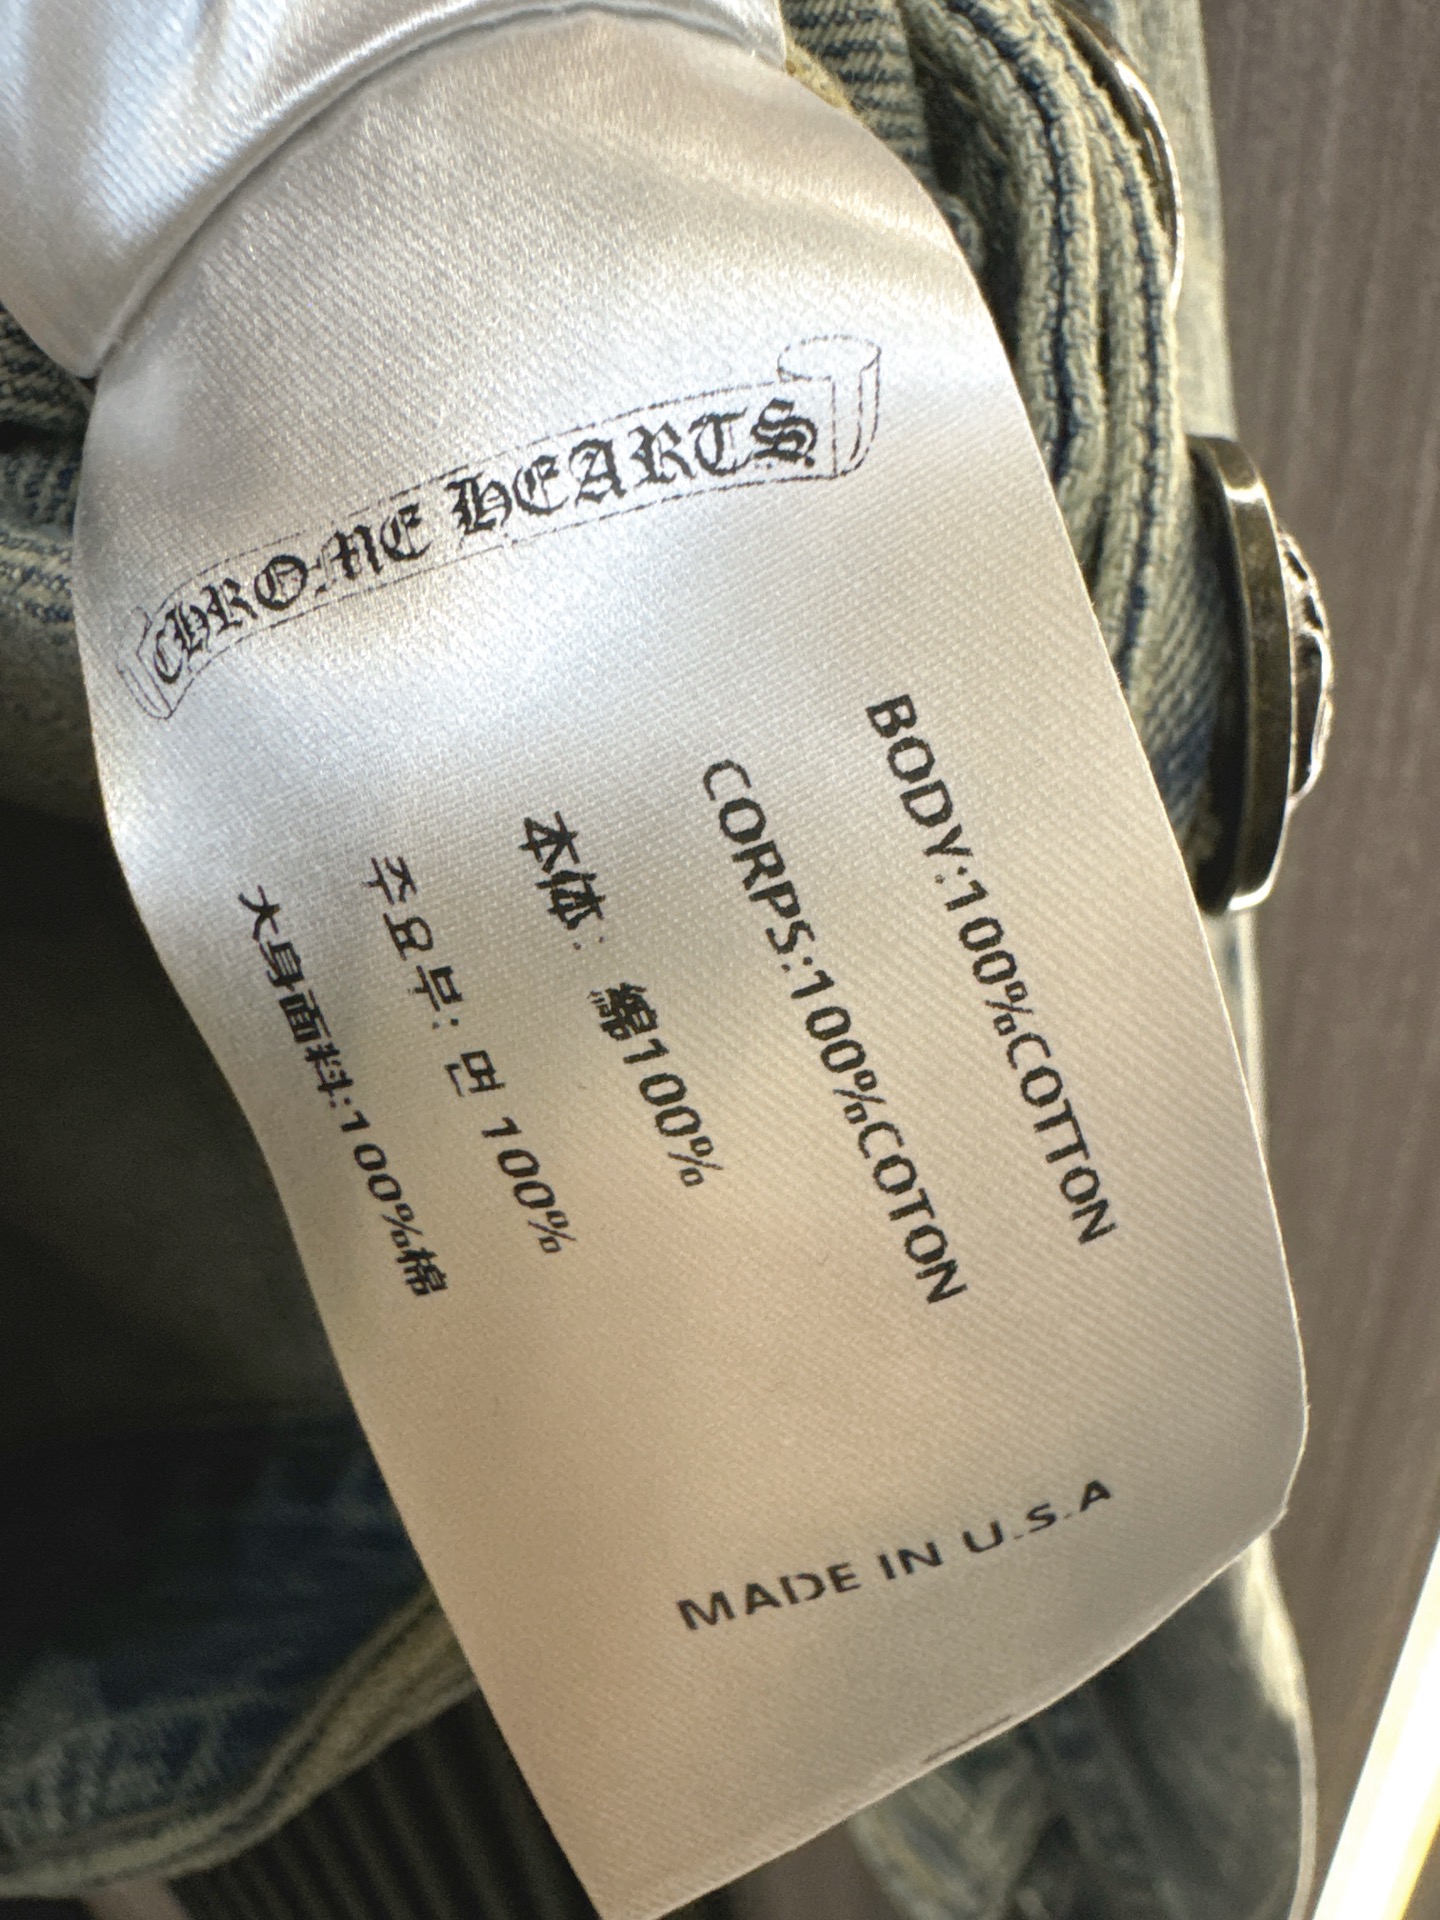 CHROME HEARTS
BODY:100%COTTON
CORPS:100%COTON
本体: 綿100%
주요부: 면 100%
大身面料:100%棉
MADE IN U.S.A